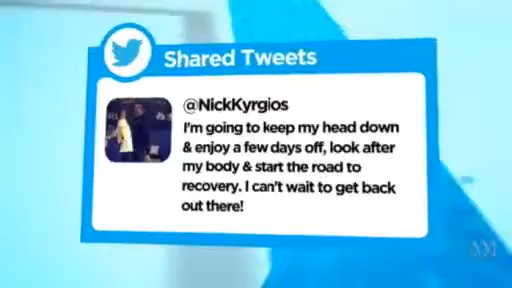 Shared Tweets
@NickKyrgios
I'm going to keep my head down
& enjoy a few days off, look after
my body & start the road to
recovery. I can't wait to get back
out there!